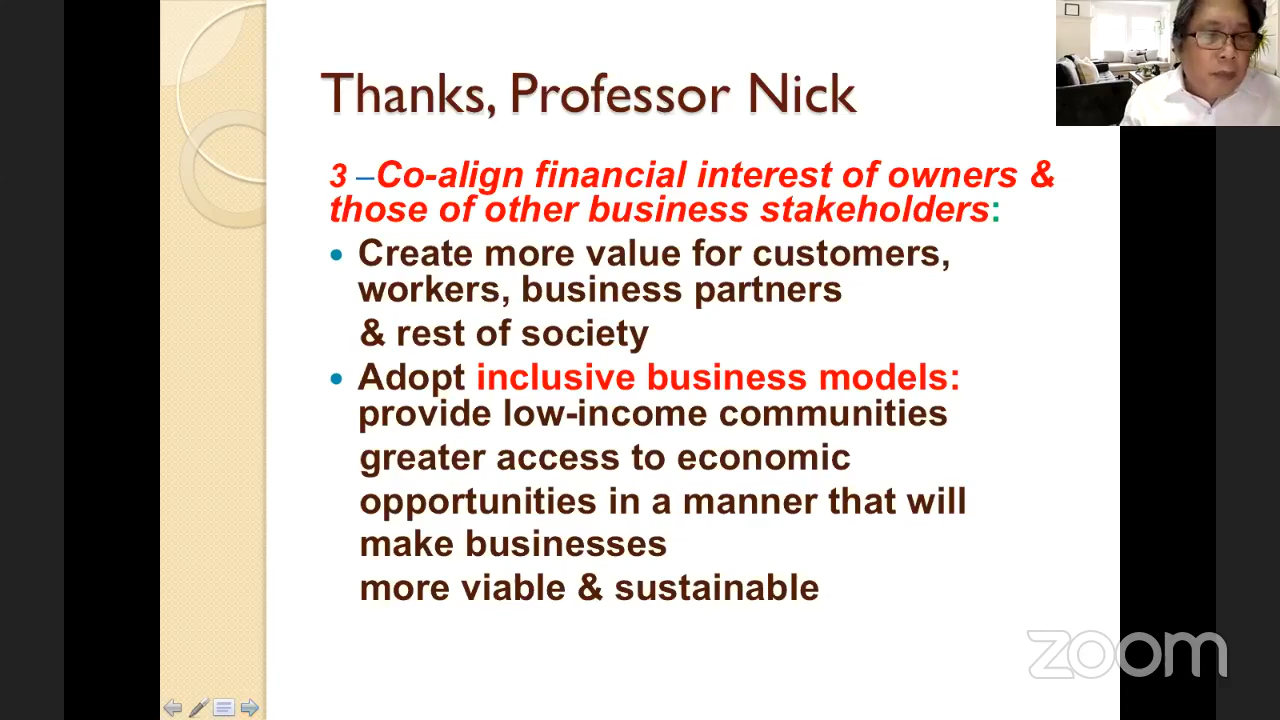 Thanks, Professor Nick
3 –Co-align financial interest of owners &
those of other business stakeholders:
• Create more value for customers,
workers, business partners
& rest of society
• Adopt inclusive business models:
provide low-income communities
greater access to economic
opportunities in a manner that will
make businesses
more viable & sustainable
zoom